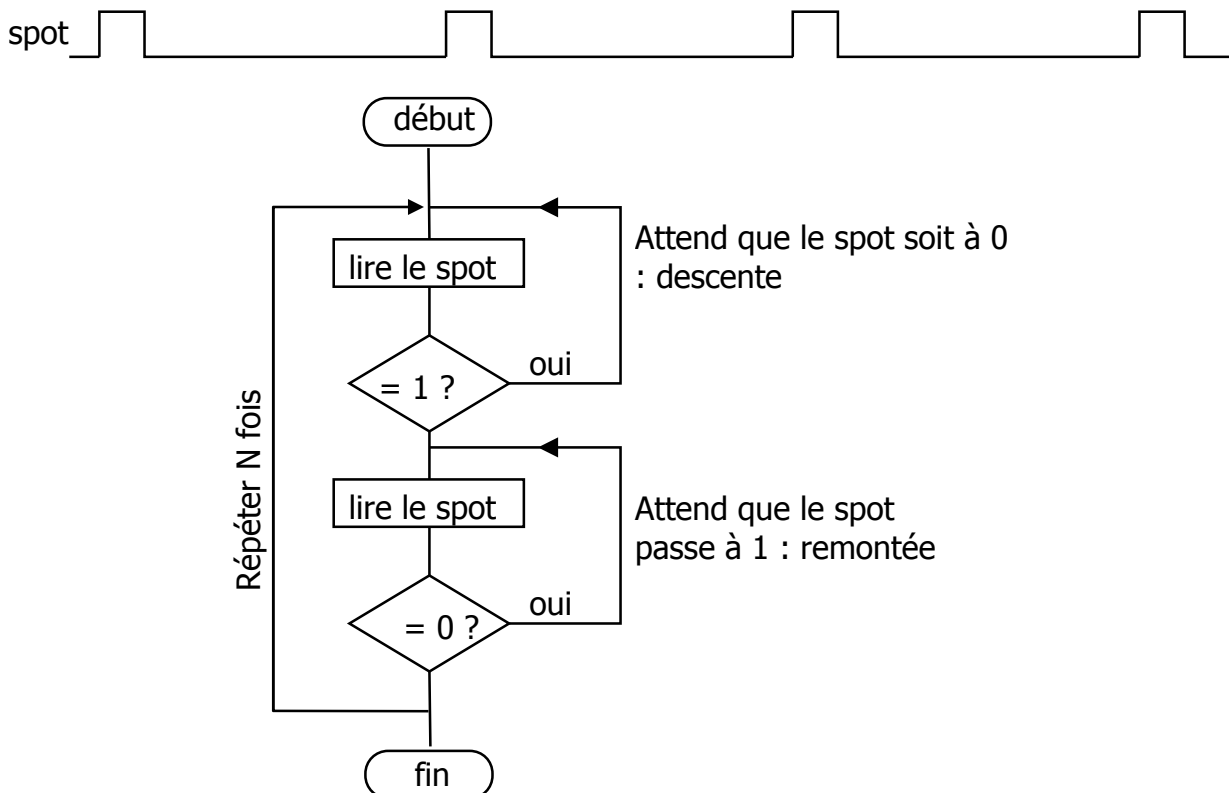 spot
début
Attend que le spot soit à 0
: descente
lire le spot
oui
= 1 ?
Répéter N fois
lire le spot
Attend que le spot
passe à 1 : remontée
oui
= 0 ?
fin